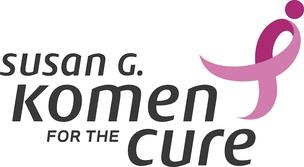 susan G.
komen
FOR THE
cure